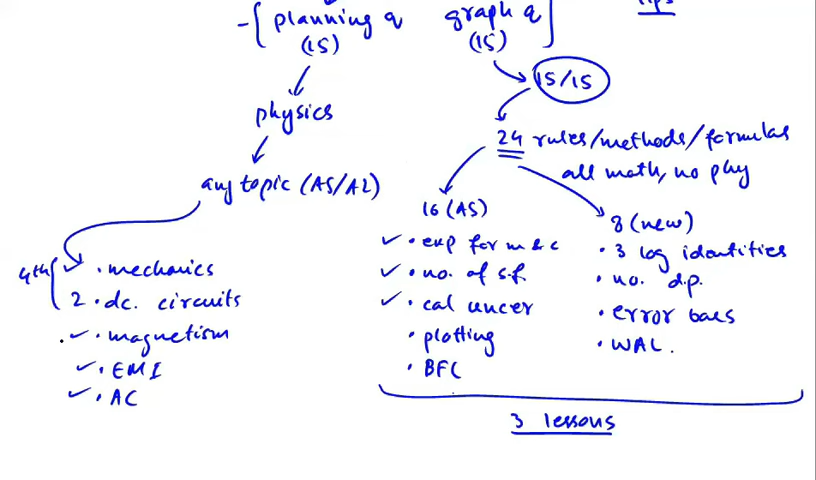 planning q
graph q
(15)
(15)
15/15
physics
24 rules/methods/formulas
all math, no phy
any topic (AS/A2)
16 (AS)
8 (new)
4th
• mechanics
2 • dc. circuits
• magnetism
• EMI
• AC
• exp for m & c
• no. of s.f.
• cal uncer
• plotting
• BFL
• 3 log identities
• no. d.p.
• error bars
• WAL.
3 lessons